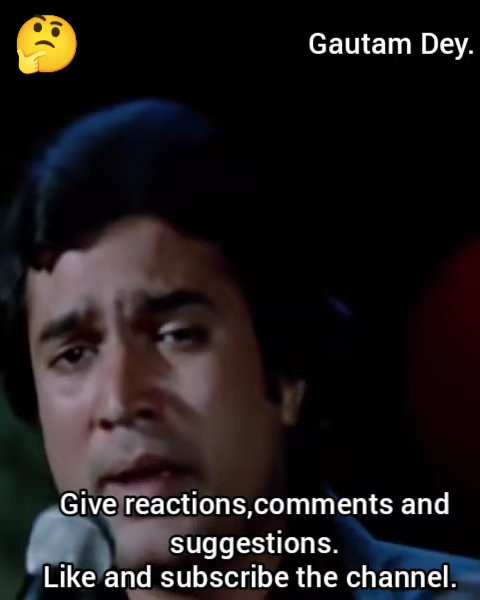 Gautam Dey.
Give reactions,comments and
suggestions.
Like and subscribe the channel.